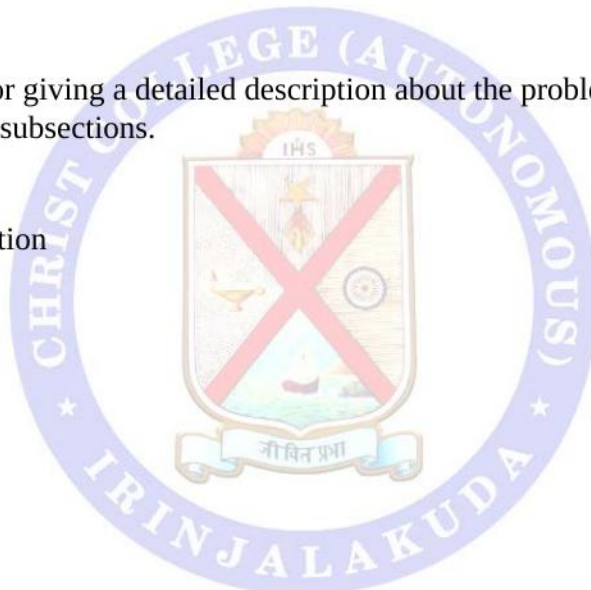 CHRIST COLLEGE (AUTONOMOUS)
or giving a detailed description about the proble
subsections.
IHS
tion
जीवित प्रभा
★ IRINJALAKUDA ★